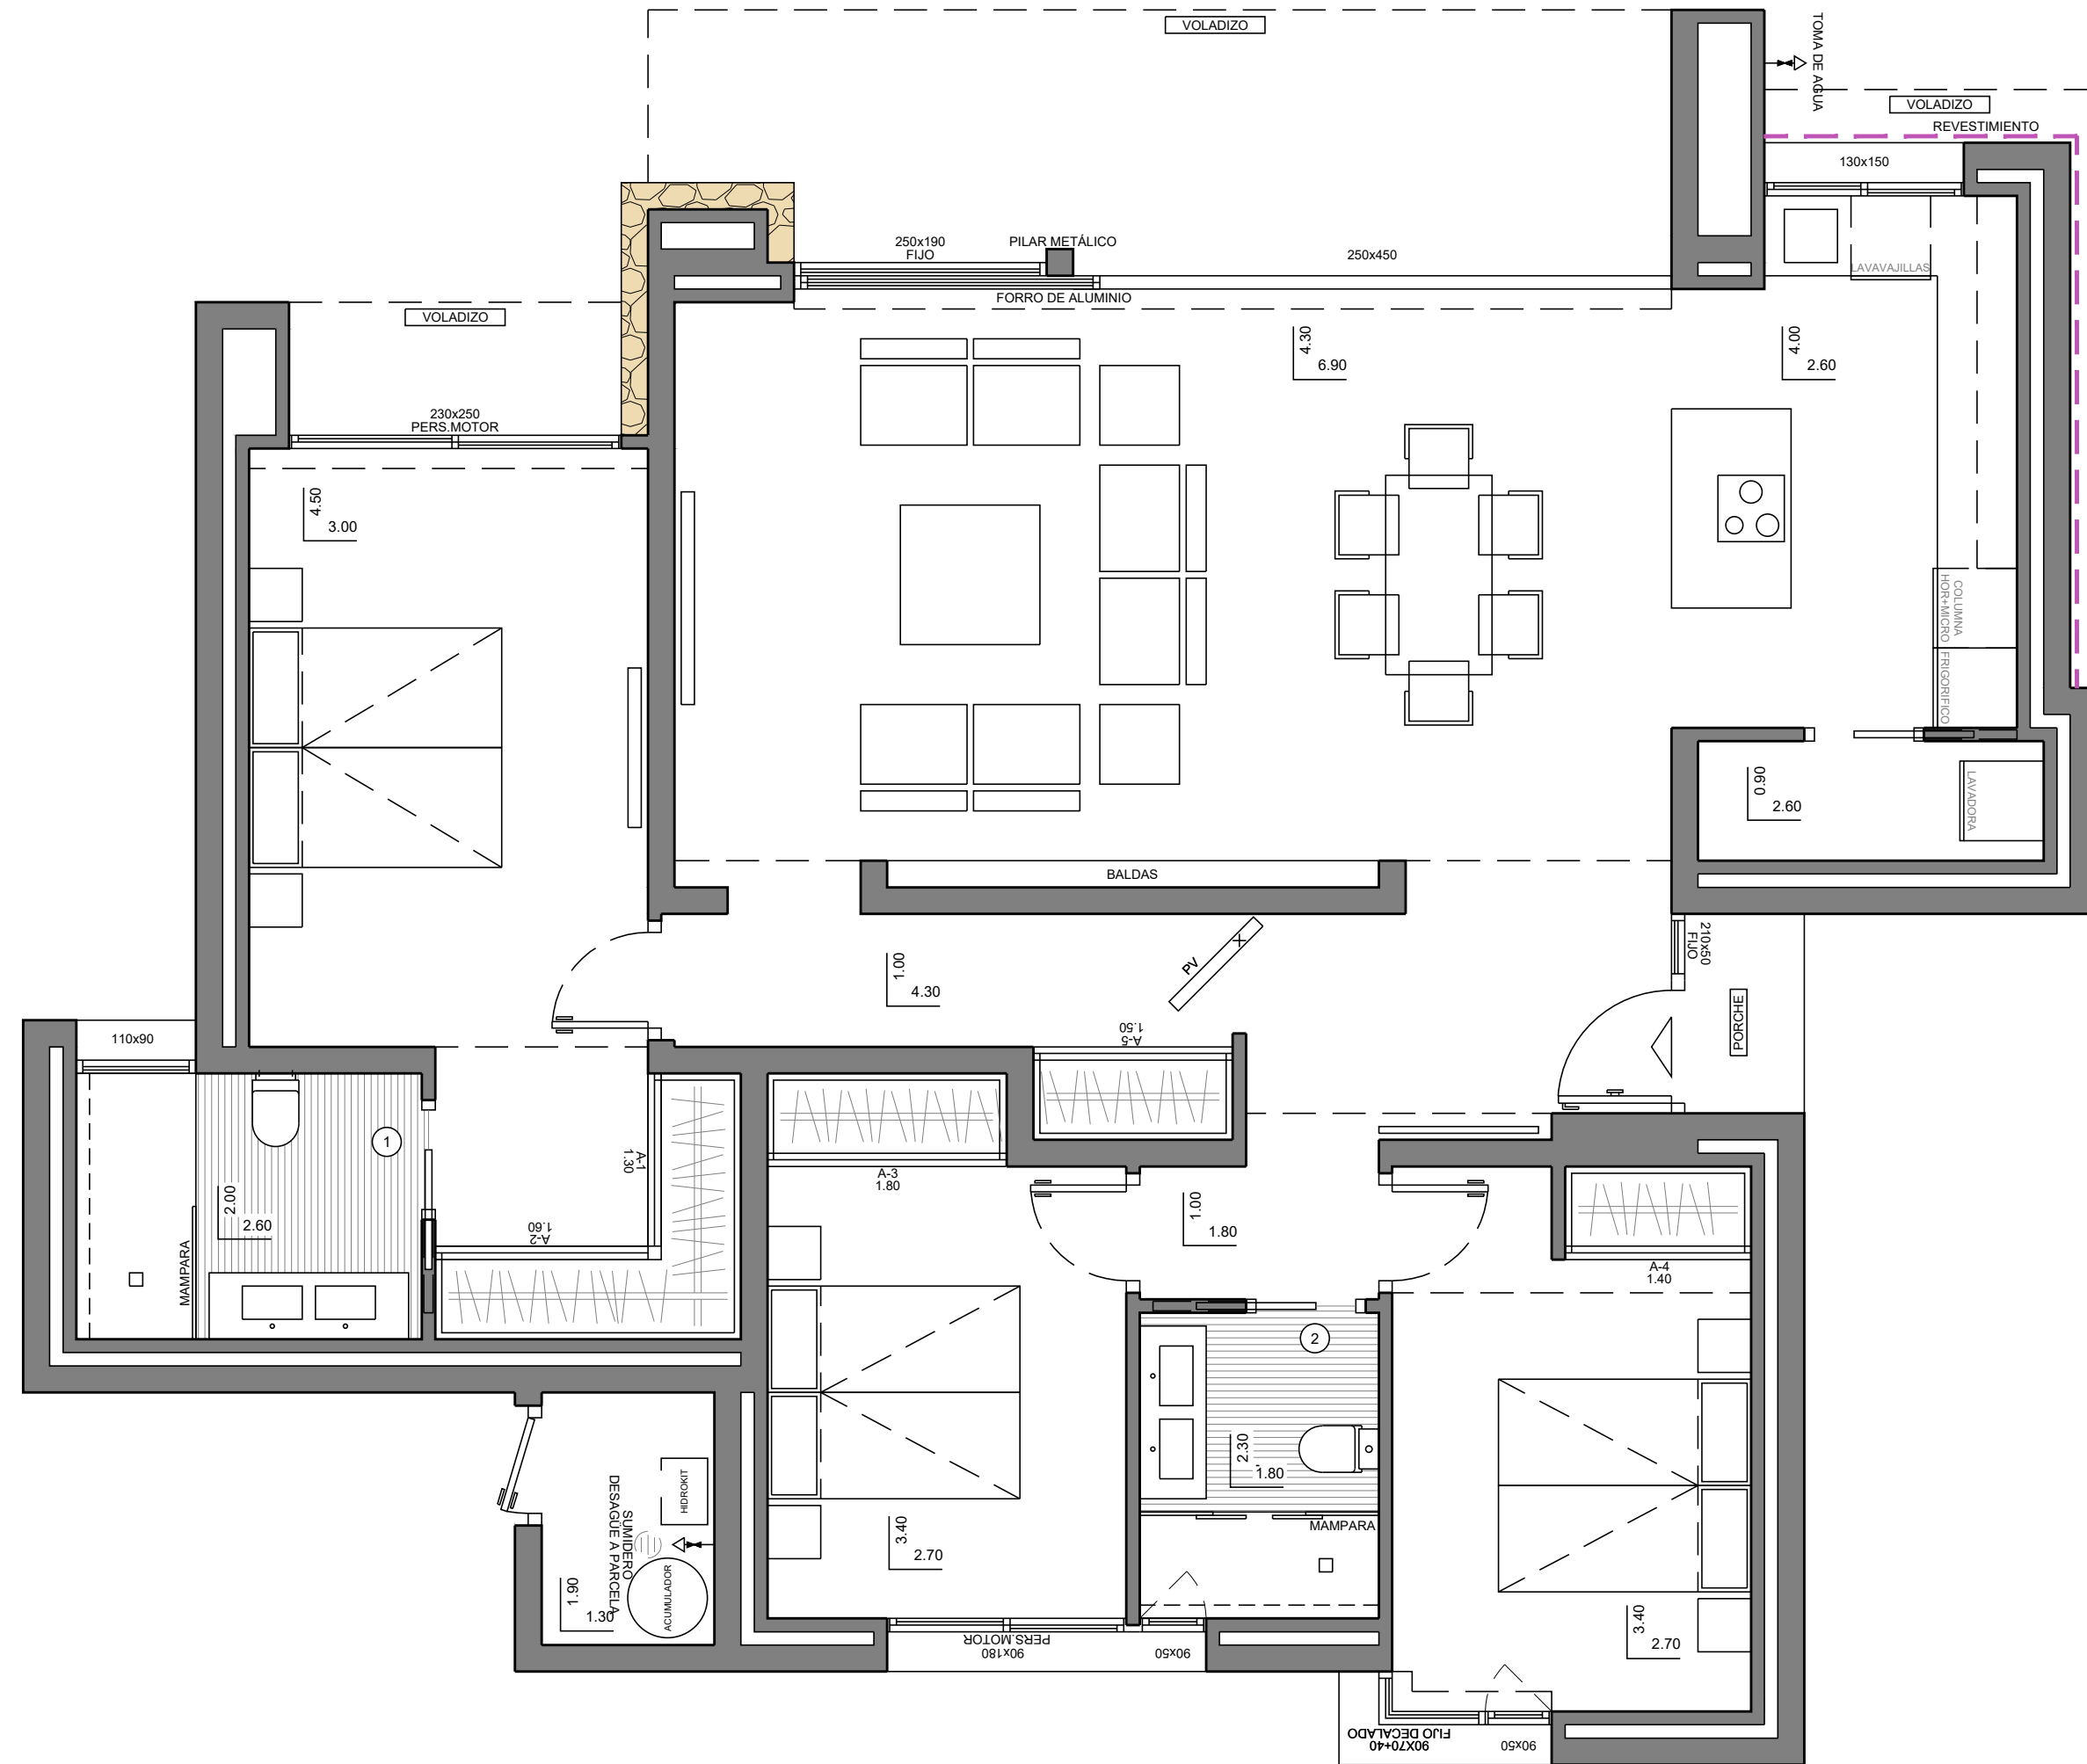 VOLADIZO
TOMA DE AGUA
VOLADIZO
REVESTIMIENTO
130x150
250x190
FIJO
PILAR METÁLICO
250x450
FORRO DE ALUMINIO
LAVAVAJILLAS
VOLADIZO
4.30
6.90
4.00
2.60
230x250
PERS.MOTOR
4.50
3.00
COLUMNA
HOR+MICRO
FRIGORIFICO
0.90
2.60
LAVADORA
BALDAS
210x50
FIJO
PV
1.00
4.30
PORCHE
110x90
A-5
1.50
1
A-1
1.30
A-3
1.80
2.00
2.60
A-2
1.60
1.00
1.80
MAMPARA
A-4
1.40
2
2.30
1.80
HIDROKIT
SUMIDERO
DESAGÜE A PARCELA
MAMPARA
3.40
2.70
ACUMULADOR
1.90
1.30
3.40
2.70
90x180
PERS.MOTOR
90x50
90X70+40
FIJO DECALADO
90x50